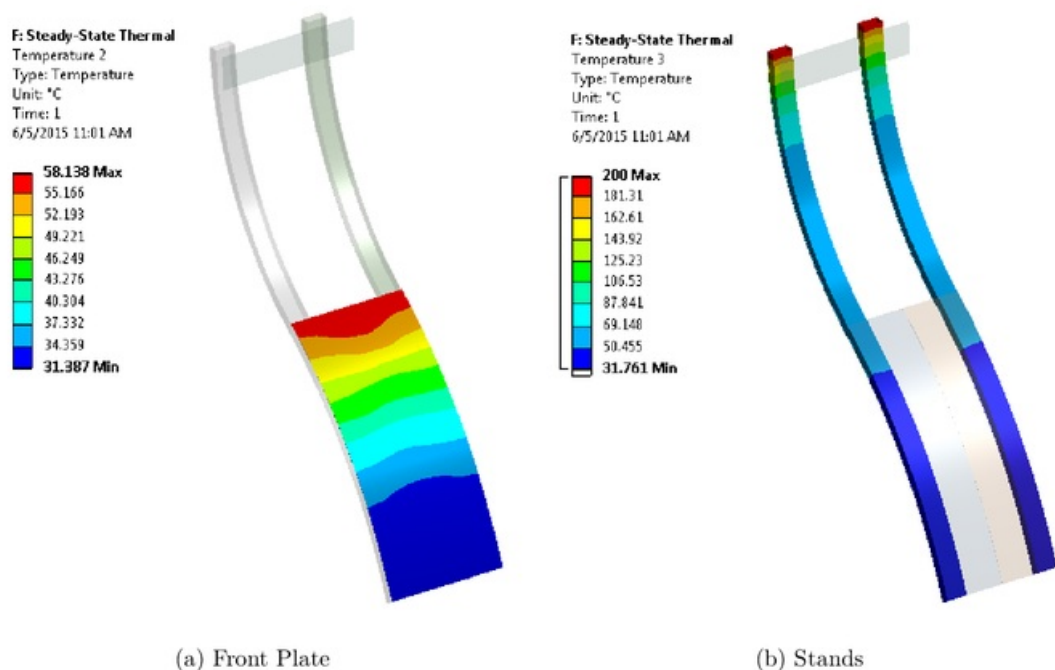 F: Steady-State Thermal
Temperature 2
Type: Temperature
Unit: °C
Time: 1
6/5/2015 11:01 AM
58.138 Max
55.166
52.193
49.221
46.249
43.276
40.304
37.332
34.359
31.387 Min
(a) Front Plate
F: Steady-State Thermal
Temperature 3
Type: Temperature
Unit: °C
Time: 1
6/5/2015 11:01 AM
200 Max
181.31
162.61
143.92
125.23
106.53
87.841
69.148
50.455
31.761 Min
(b) Stands